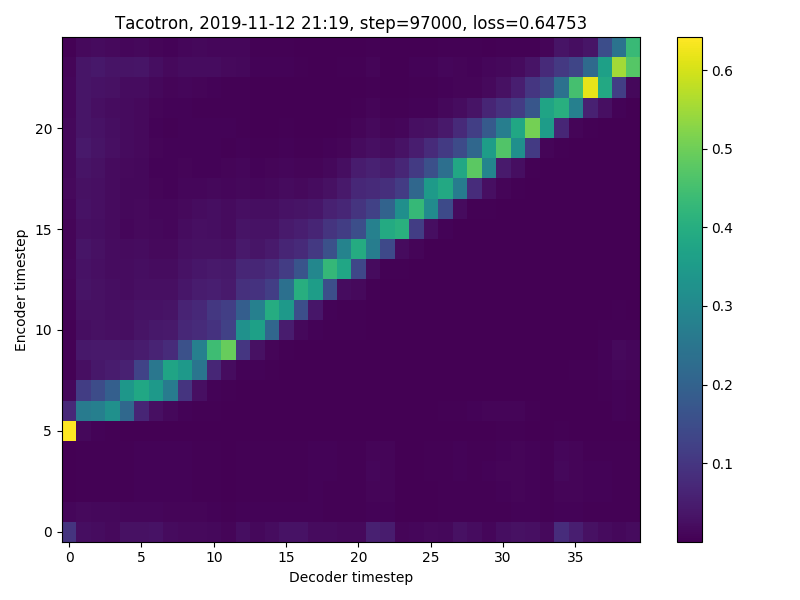 Tacotron, 2019-11-12 21:19, step=97000, loss=0.64753
Encoder timestep
20
15
10
5
0
0 5 10 15 20 25 30 35
Decoder timestep
0.6
0.5
0.4
0.3
0.2
0.1